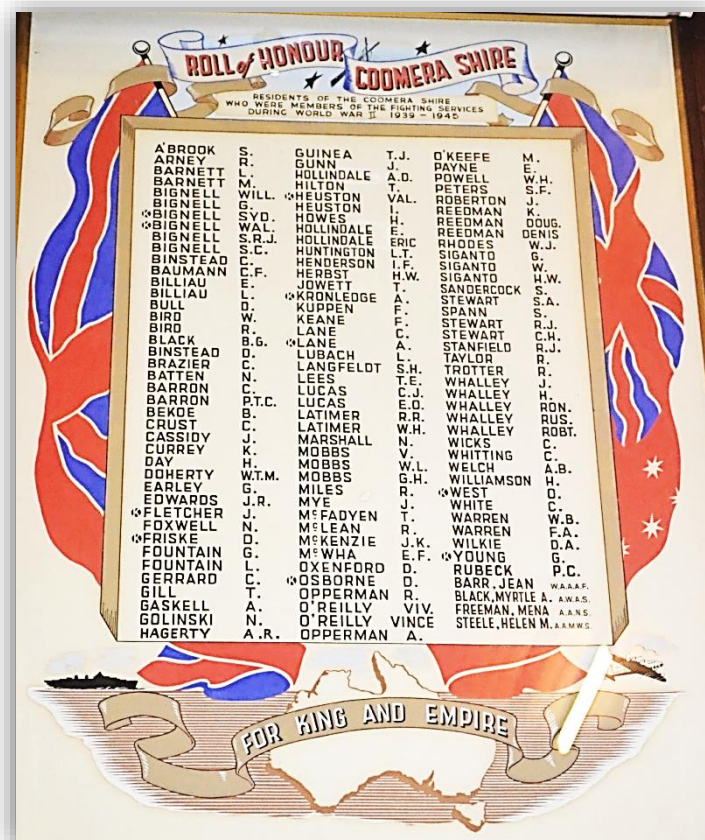 ROLL of HONOUR COOMERA SHIRE
RESIDENTS OF THE COOMERA SHIRE
WHO WERE MEMBERS OF THE FIGHTING SERVICES
DURING WORLD WAR II 1939 - 1945
A'BROOK S.
ARNEY R.
BARNETT L.
BARNETT M.
BIGNELL WILL.
BIGNELL G.
Ⓚ BIGNELL SYD.
Ⓚ BIGNELL WAL.
BIGNELL S.R.J.
BIGNELL S.C.
BINSTEAD C.
BAUMANN C.F.
BILLIAU E.
BILLIAU L.
BULL D.
BIRD W.
BIRD R.
BLACK B.G.
BINSTEAD D.
BRAZIER C.
BATTEN N.
BARRON C.
BARRON P.T.C.
BEKOE B.
CRUST C.
CASSIDY J.
CURREY K.
DAY H.
DOHERTY W.T.M.
EARLEY G.
EDWARDS J.R.
Ⓚ FLETCHER J.
FOXWELL N.
Ⓚ FRISKE D.
FOUNTAIN G.
FOUNTAIN L.
GERRARD C.
GILL T.
GASKELL A.
GOLINSKI N.
HAGERTY A.R.
GUINEA T.J.
GUNN J.
HOLLINDALE A.D.
HILTON T.
Ⓚ HEUSTON VAL.
HEUSTON I.
HOWES H.
HOLLINDALE E.
HOLLINDALE ERIC
HUNTINGTON L.T.
HENDERSON I.F.
HERBST H.W.
JOWETT T.
Ⓚ KRONLEDGE A.
KUPPEN F.
KEANE F.
LANE C.
Ⓚ LANE A.
LUBACH L.
LANGFELDT S.H.
LEES T.E.
LUCAS C.J.
LUCAS E.D.
LATIMER R.R.
LATIMER W.H.
MARSHALL N.
MOBBS V.
MOBBS W.L.
MOBBS G.H.
MILES R.
MYE J.
McFADYEN T.
McLEAN R.
McKENZIE J.K.
McWHA E.F.
OXENFORD D.
Ⓚ OSBORNE D.
OPPERMAN R.
O'REILLY VIV.
O'REILLY VINCE
OPPERMAN A.
O'KEEFE M.
PAYNE E.
POWELL W.H.
PETERS S.F.
ROBERTON J.
REEDMAN K.
REEDMAN DOUG.
REEDMAN DENIS
RHODES W.J.
SIGANTO G.
SIGANTO W.
SIGANTO H.W.
SANDERCOCK S.
STEWART S.A.
SPANN S.
STEWART R.J.
STEWART C.H.
STANFIELD R.J.
TAYLOR R.
TROTTER R.
WHALLEY J.
WHALLEY H.
WHALLEY RON.
WHALLEY RUS.
WHALLEY ROBT.
WICKS C.
WHITTING C.
WELCH A.B.
WILLIAMSON H.
Ⓚ WEST D.
WHITE C.
WARREN W.B.
WARREN F.A.
WILKIE D.A.
Ⓚ YOUNG G.
RUBECK P.C.
BARR, JEAN W.A.A.A.F.
BLACK, MYRTLE A. A.W.A.S.
FREEMAN, MENA A.A.N.S.
STEELE, HELEN M. A.A.M.W.S.
FOR KING AND EMPIRE